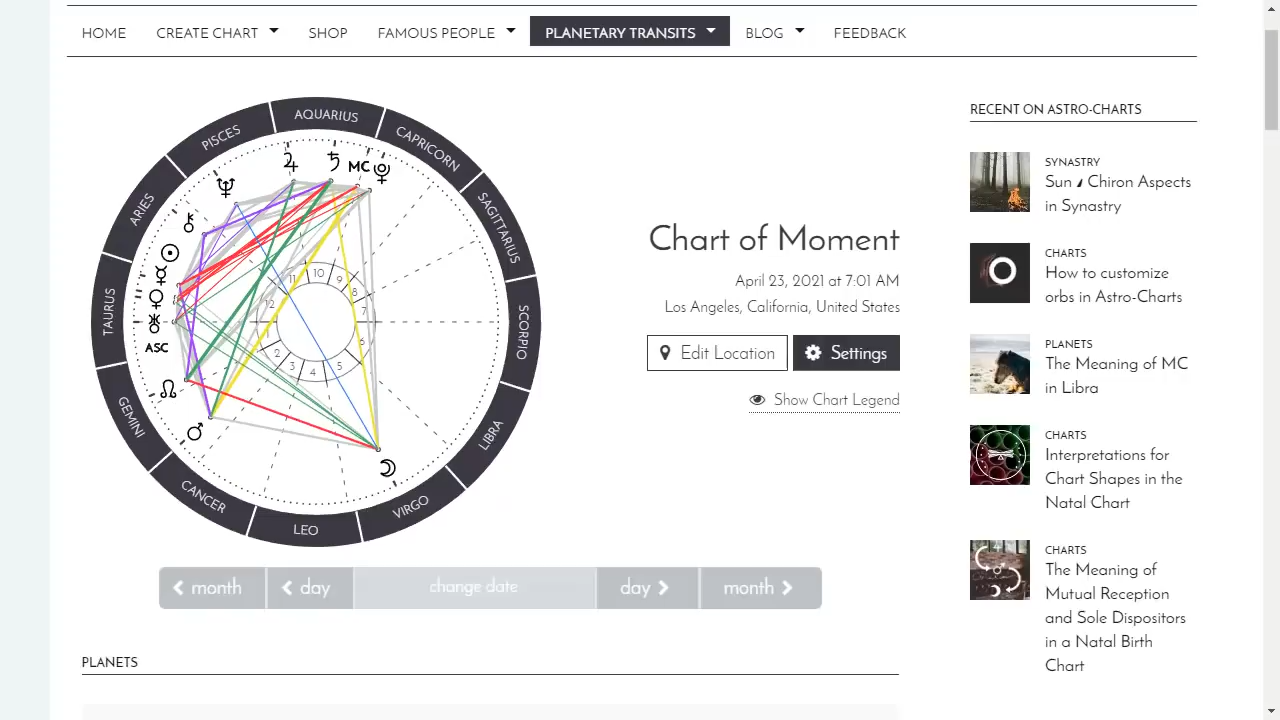 HOME
CREATE CHART
SHOP
FAMOUS PEOPLE
PLANETARY TRANSITS
BLOG
FEEDBACK
AQUARIUS
CAPRICORN
SAGITTARIUS
SCORPIO
LIBRA
VIRGO
LEO
CANCER
GEMINI
TAURUS
ARIES
PISCES
MC
ASC
10
9
8
7
6
5
4
3
2
12
11
Chart of Moment
April 23, 2021 at 7:01 AM
Los Angeles, California, United States
Edit Location
Settings
Show Chart Legend
month
day
change date
day
month
PLANETS
RECENT ON ASTRO-CHARTS
SYNASTRY
Sun Chiron Aspects
in Synastry
CHARTS
How to customize
orbs in Astro-Charts
PLANETS
The Meaning of MC
in Libra
CHARTS
Interpretations for
Chart Shapes in the
Natal Chart
CHARTS
The Meaning of
Mutual Reception
and Sole Dispositors
in a Natal Birth
Chart